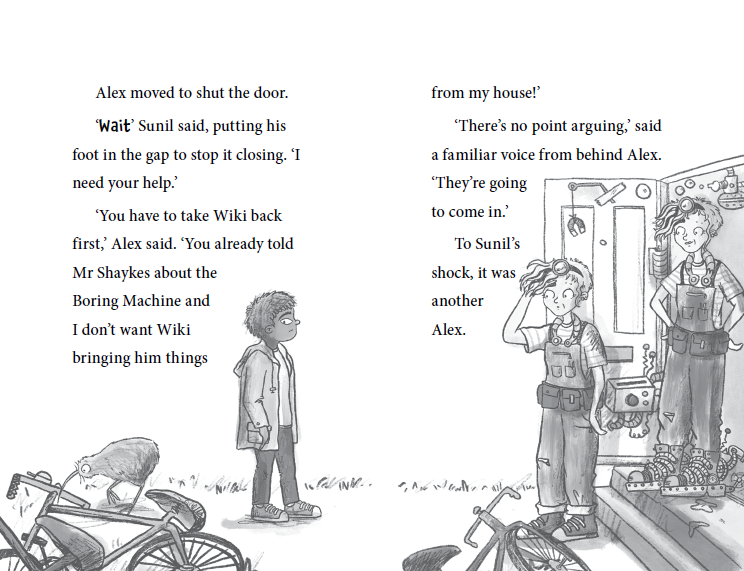 Alex moved to shut the door.
‘Wait’ Sunil said, putting his
foot in the gap to stop it closing. ‘I
need your help.’
‘You have to take Wiki back
first,’ Alex said. ‘You already told
Mr Shaykes about the
Boring Machine and
I don’t want Wiki
bringing him things
from my house!’
‘There’s no point arguing,’ said
a familiar voice from behind Alex.
‘They’re going
to come in.’
To Sunil’s
shock, it was
another
Alex.